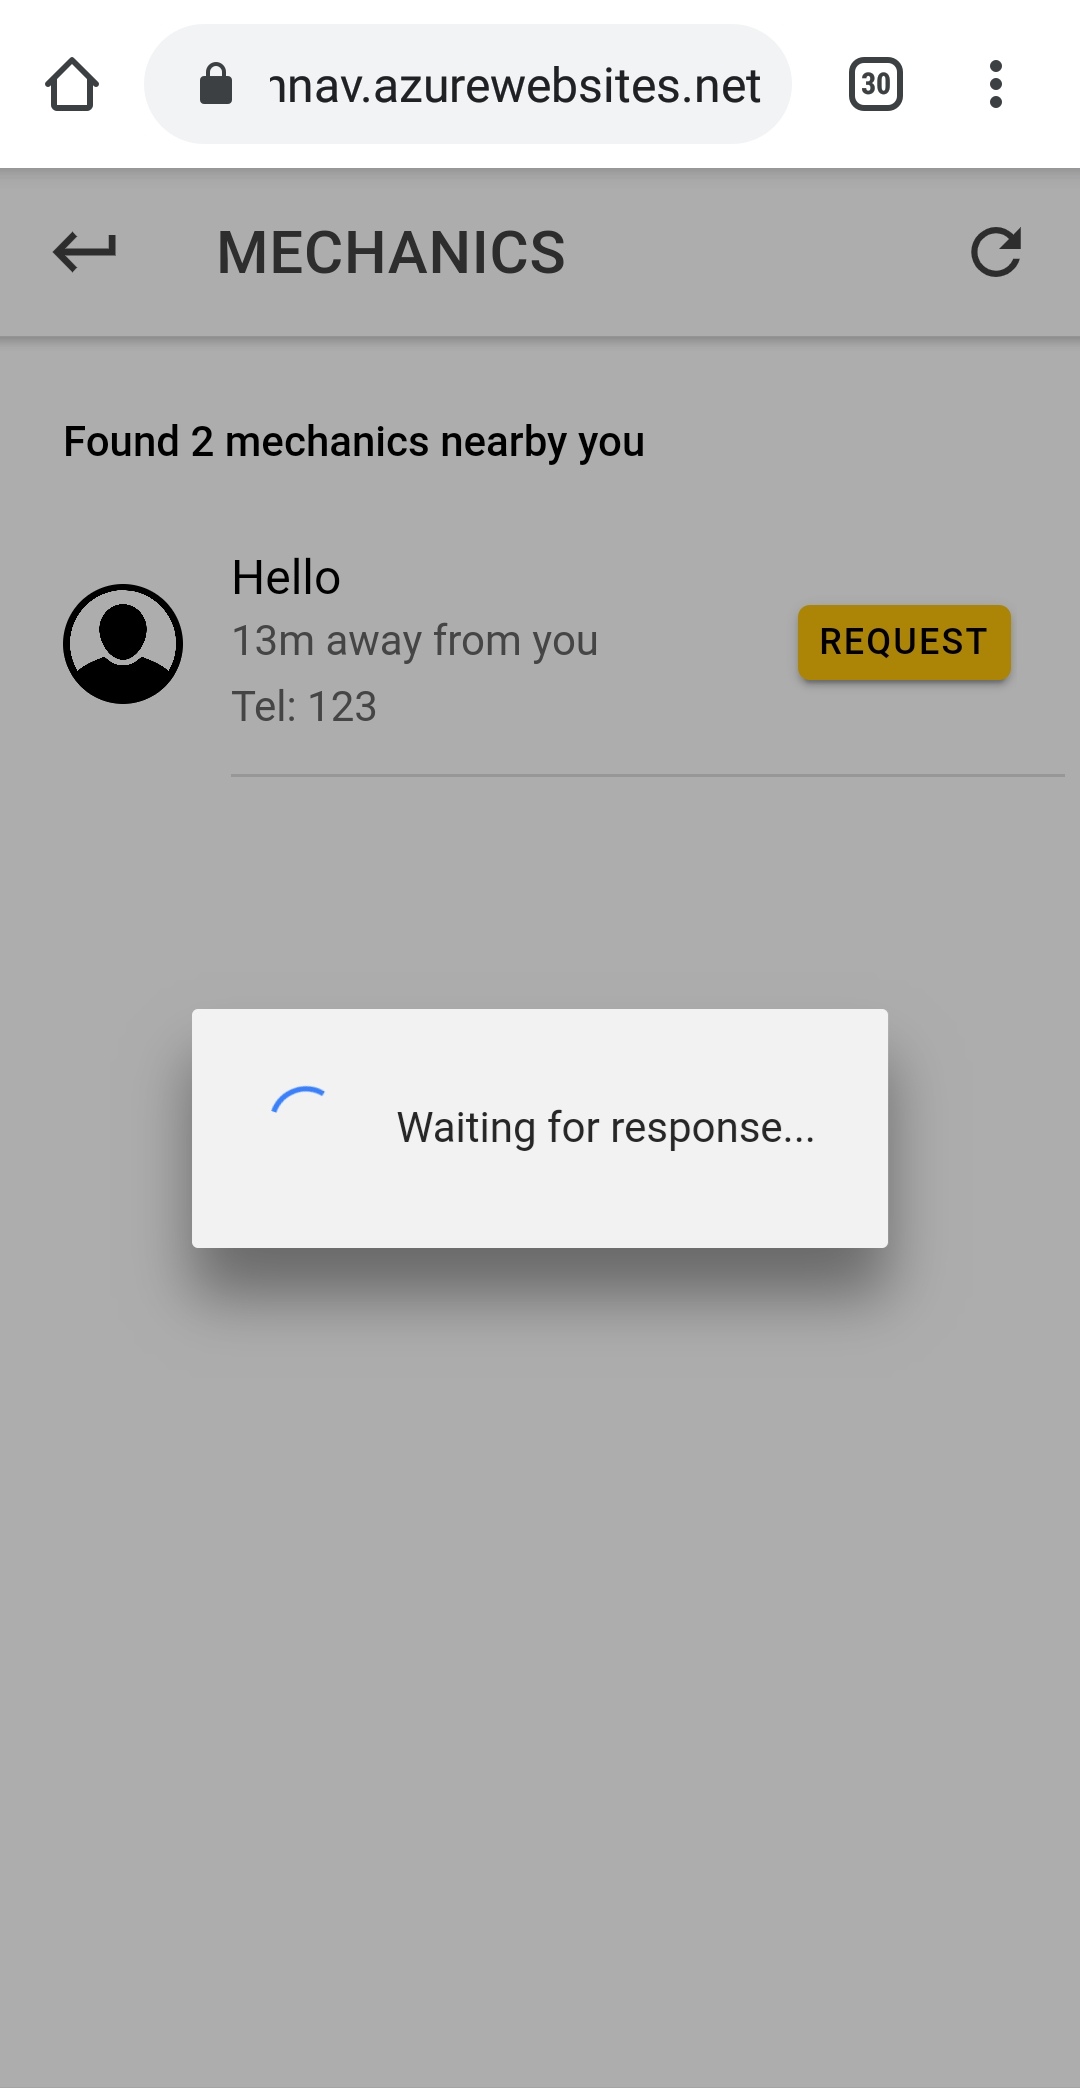 nnav.azurewebsites.net
30
MECHANICS
Found 2 mechanics nearby you
Hello
13m away from you
Tel: 123
REQUEST
Waiting for response...